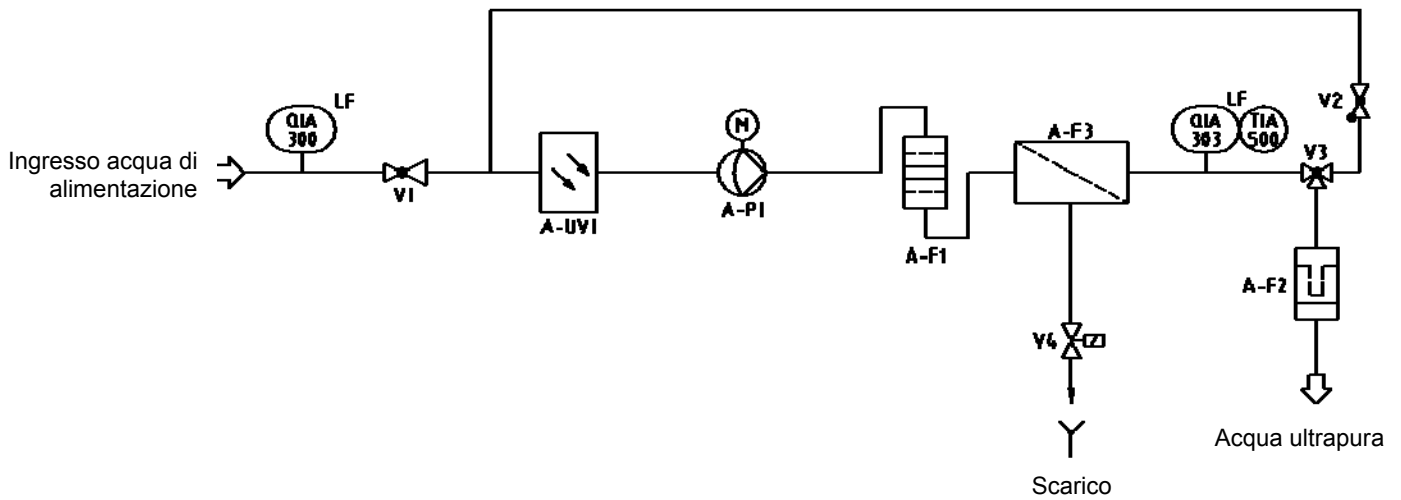 LF
QIA
300
Ingresso acqua di
alimentazione
V1
A-UV1
M
A-P1
A-F1
A-F3
V4
Scarico
LF
QIA
303
TIA
500
V2
V3
A-F2
Acqua ultrapura